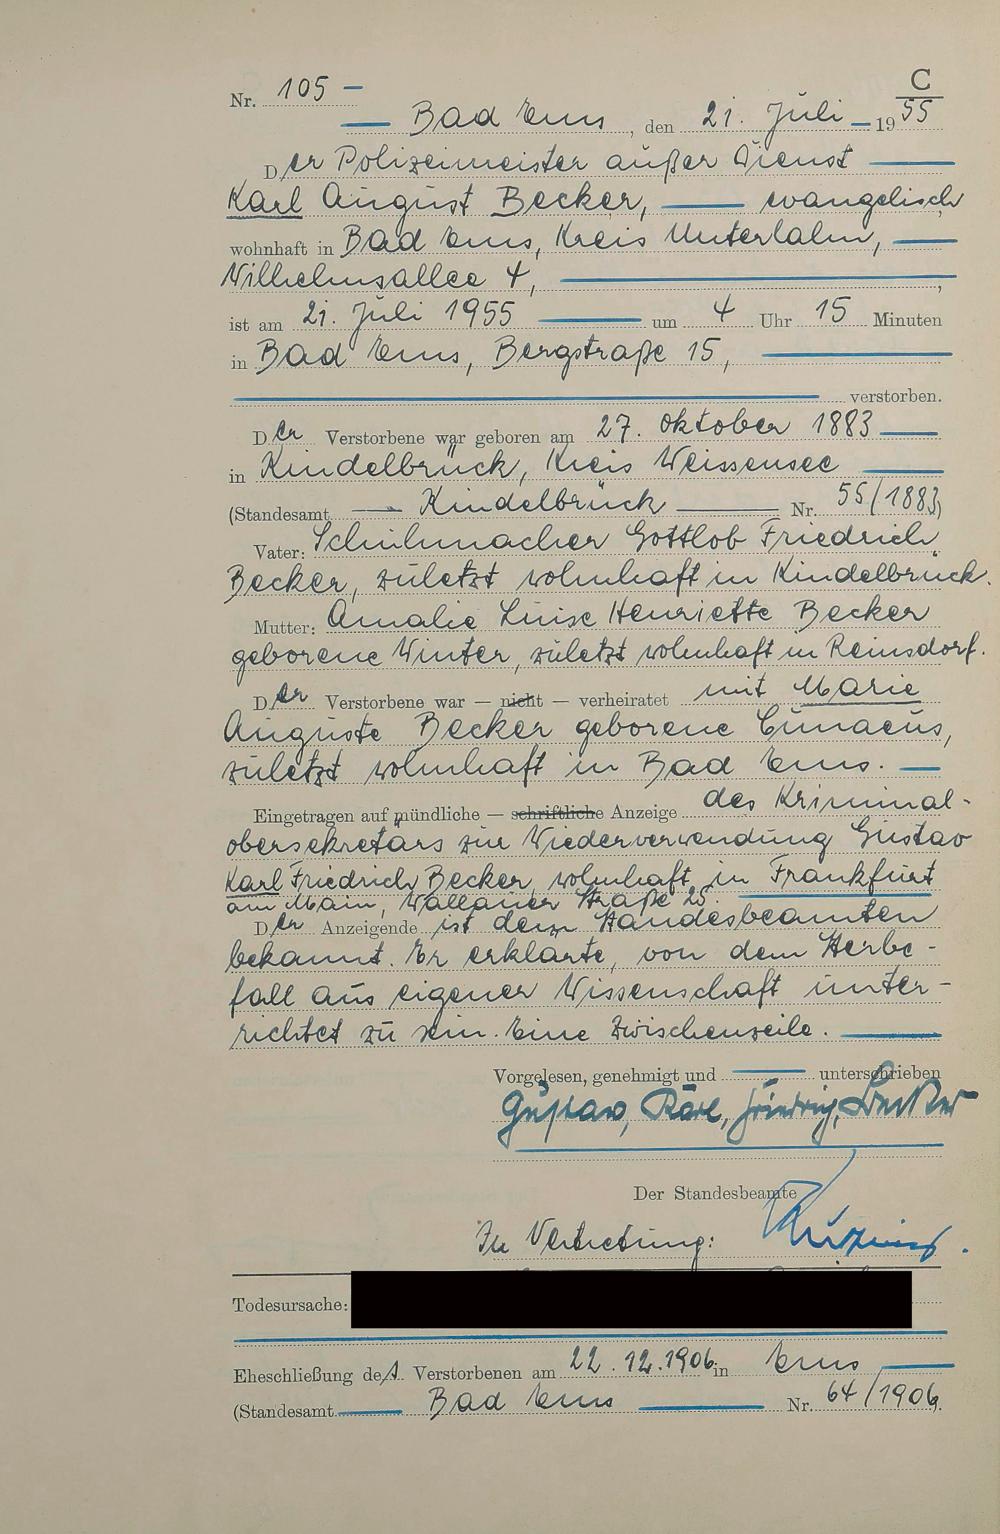 C
Nr. 105 –
Bad Ems, den 21. Juli 1955
Der Polizeimeister außer Dienst
Karl August Becker, evangelisch
wohnhaft in Bad Ems, Kreis Unterlahn,
Wilhelmsallee 4,
ist am 21. Juli 1955 um 4 Uhr 15 Minuten
in Bad Ems, Bergstraße 15,
verstorben.
Der Verstorbene war geboren am 27. Oktober 1883
in Kindelbrück, Kreis Weissensee
(Standesamt Kindelbrück Nr. 55/1883)
Vater: Schuhmacher Gottlob Friedrich
Becker, zuletzt wohnhaft in Kindelbrück.
Mutter: Amalie Luise Henriette Becker
geborene Winter, zuletzt wohnhaft in Reinsdorf.
Der Verstorbene war — nicht — verheiratet mit Marie
Auguste Becker geborene Cunaeus,
zuletzt wohnhaft in Bad Ems.
Eingetragen auf mündliche — schriftliche Anzeige des Kriminal-
obersekretärs zur Wiederverwendung Gustav
Karl Friedrich Becker, wohnhaft in Frankfurt
am Main, Wallauer Straße 25.
Der Anzeigende ist dem Standesbeamten
bekannt. Er erklärte, von dem Sterbe-
fall aus eigener Wissenschaft unter-
richtet zu sein. Eine Zwischenzeile.
Vorgelesen, genehmigt und unterschrieben
Gustav, Karl, Friedrich, Becker
Der Standesbeamte
In Vertretung:
Todesursache:
Eheschließung des Verstorbenen am 22.12.1906 in Ems
(Standesamt Bad Ems Nr. 64/1906.